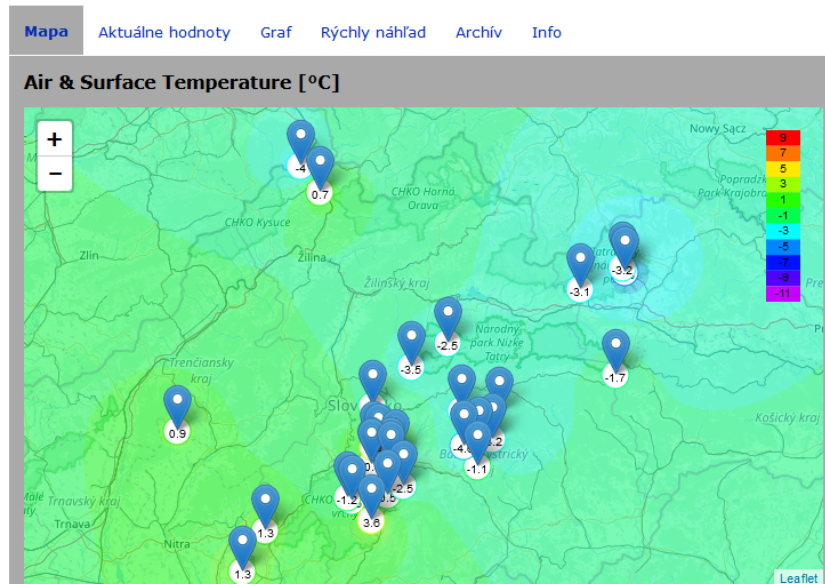 Mapa Aktuálne hodnoty Graf Rýchly náhľad Archív Info
Air & Surface Temperature [°C]
+
−
Nowy Sącz
9
7
5
3
1
-1
-3
-5
-7
-9
-11
-4
0.7
CHKO Horná
Orava
CHKO Kysuce
Zlín
Žilina
Žilinský kraj
-3.2
-3.1
Národný
park Nízke
Tatry
-2.5
-3.5
-1.7
Trenčiansky
kraj
0.9
Košický kraj
-1.1
-1.2
-2.5
3.6
Trnavský kraj
Trnava
Nitra
1.3
1.3
Leaflet